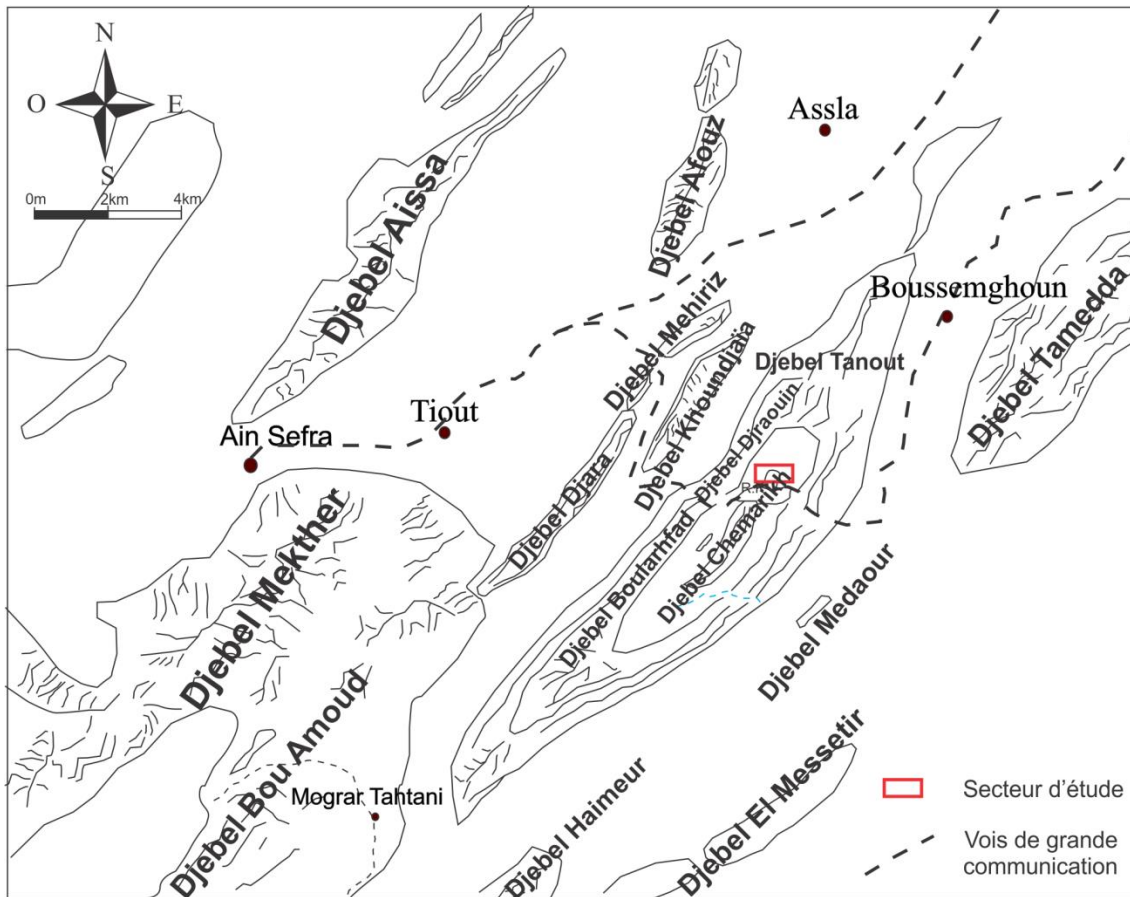 N
O
E
S
0m 2km 4km
Assla
Djebel Aissa
Djebel Afouz
Boussemghoun
Djebel Mehiriz
Djebel Khoundjaïa
Djebel Tanout
Djebel Tamedda
Tiout
Ain Sefra
Djebel Djraouin
Djebel Djara
Djebel Mekther
Djebel Boularhfad
Djebel Chemarikh
Djebel Medaour
Djebel Bou Amoud
Mograr Tahtani
Djebel Haimeur
Djebel El Messetir
Secteur d'étude
Vois de grande
communication